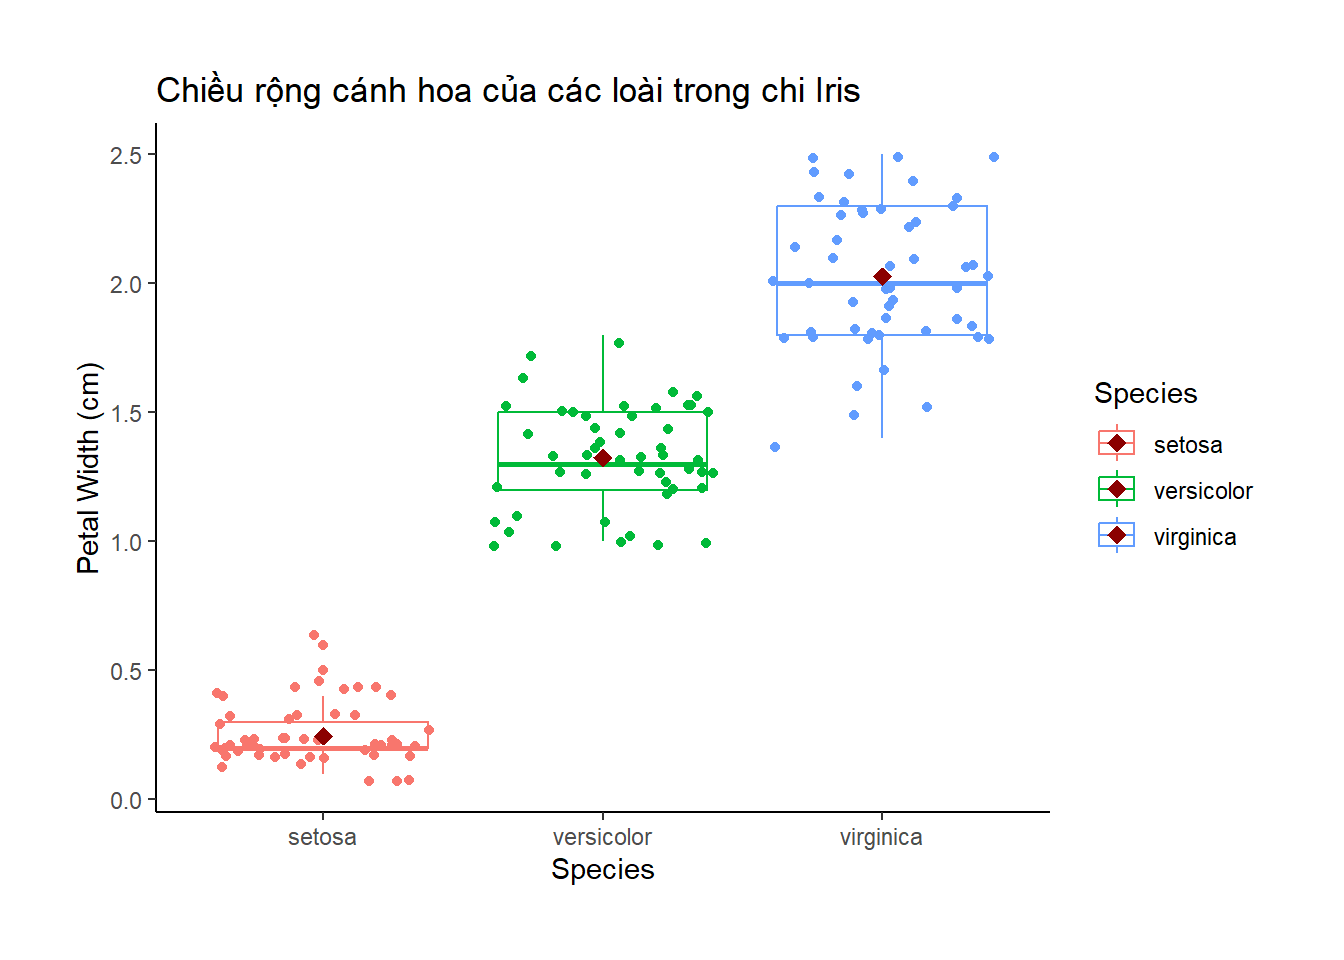 Chiều rộng cánh hoa của các loài trong chi Iris
Petal Width (cm)
2.5
2.0
1.5
1.0
0.5
0.0
setosa
versicolor
virginica
Species
Species
setosa
versicolor
virginica